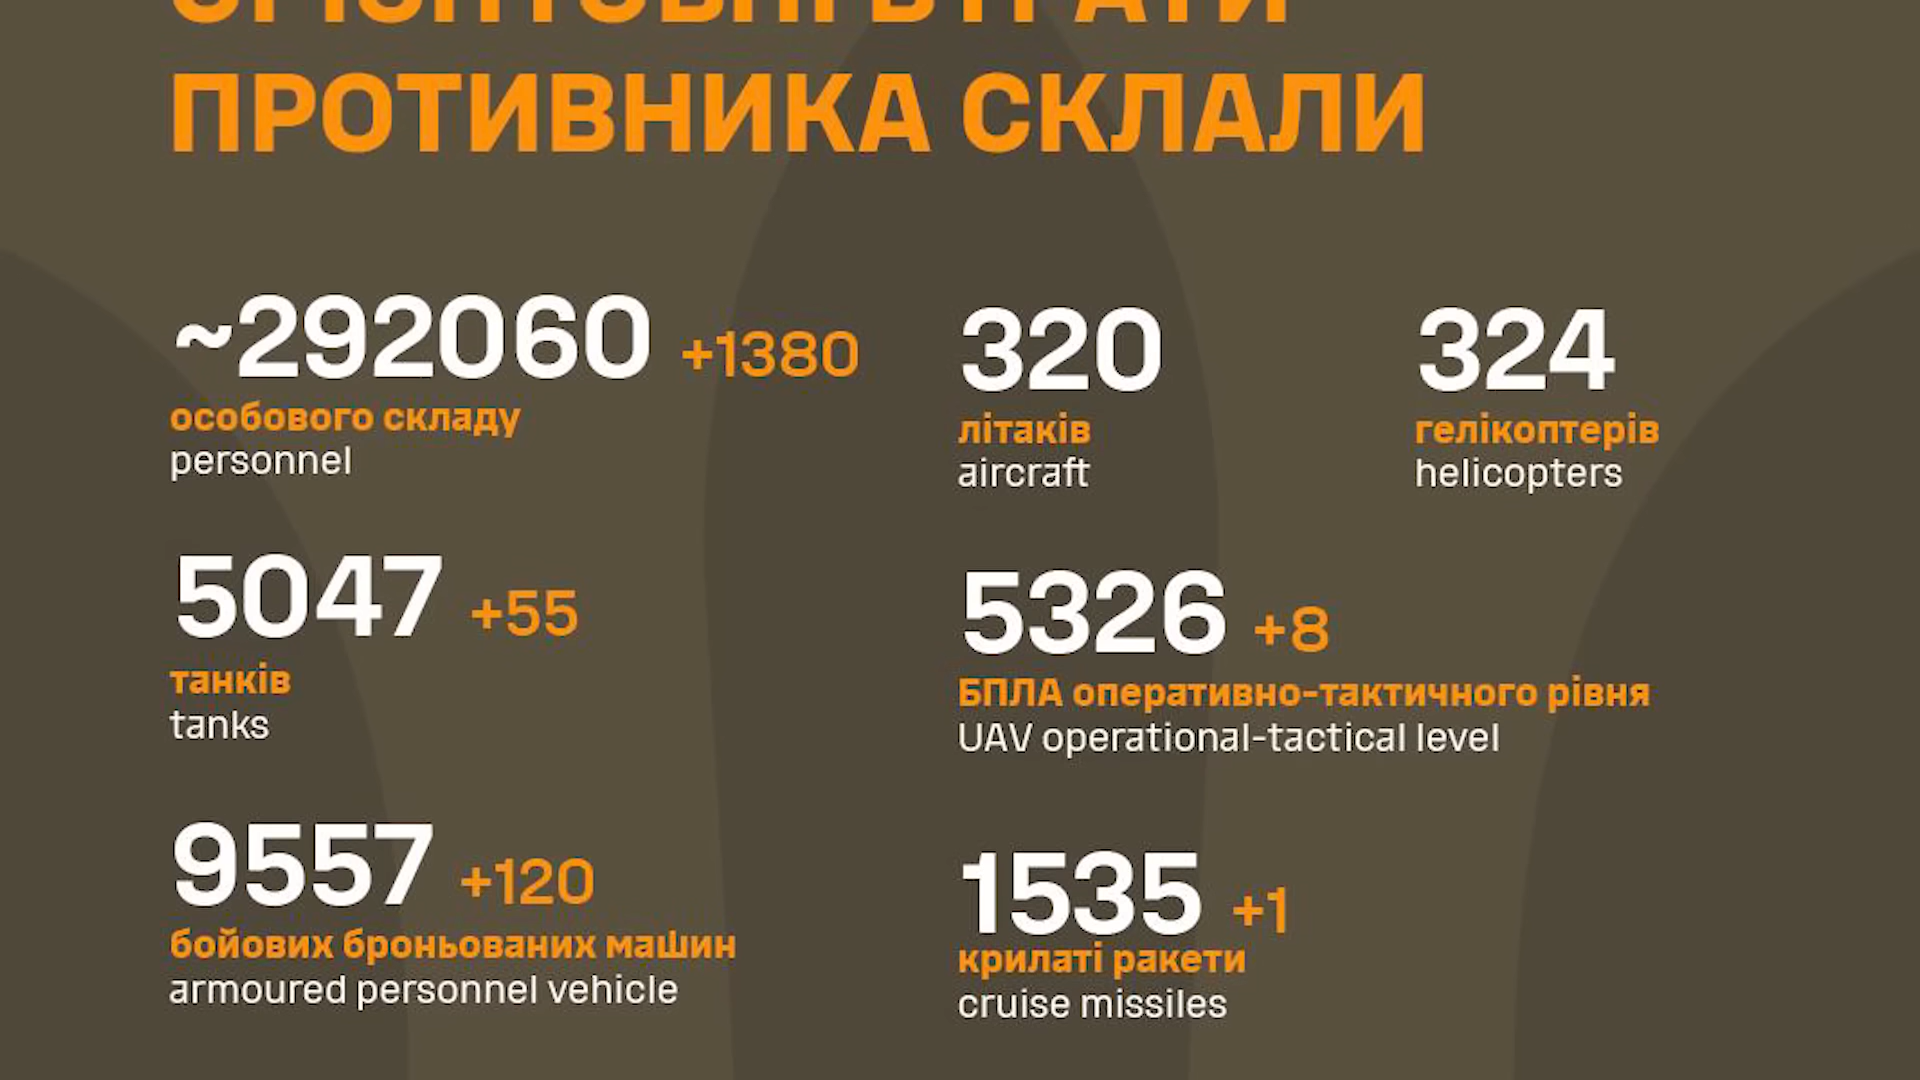 ПРОТИВНИКА СКЛАЛИ
~292060 +1380
особового складу
personnel
320
літаків
aircraft
324
гелікоптерів
helicopters
5047 +55
танків
tanks
5326 +8
БПЛА оперативно-тактичного рівня
UAV operational-tactical level
9557 +120
бойових броньованих машин
armoured personnel vehicle
1535 +1
крилаті ракети
cruise missiles